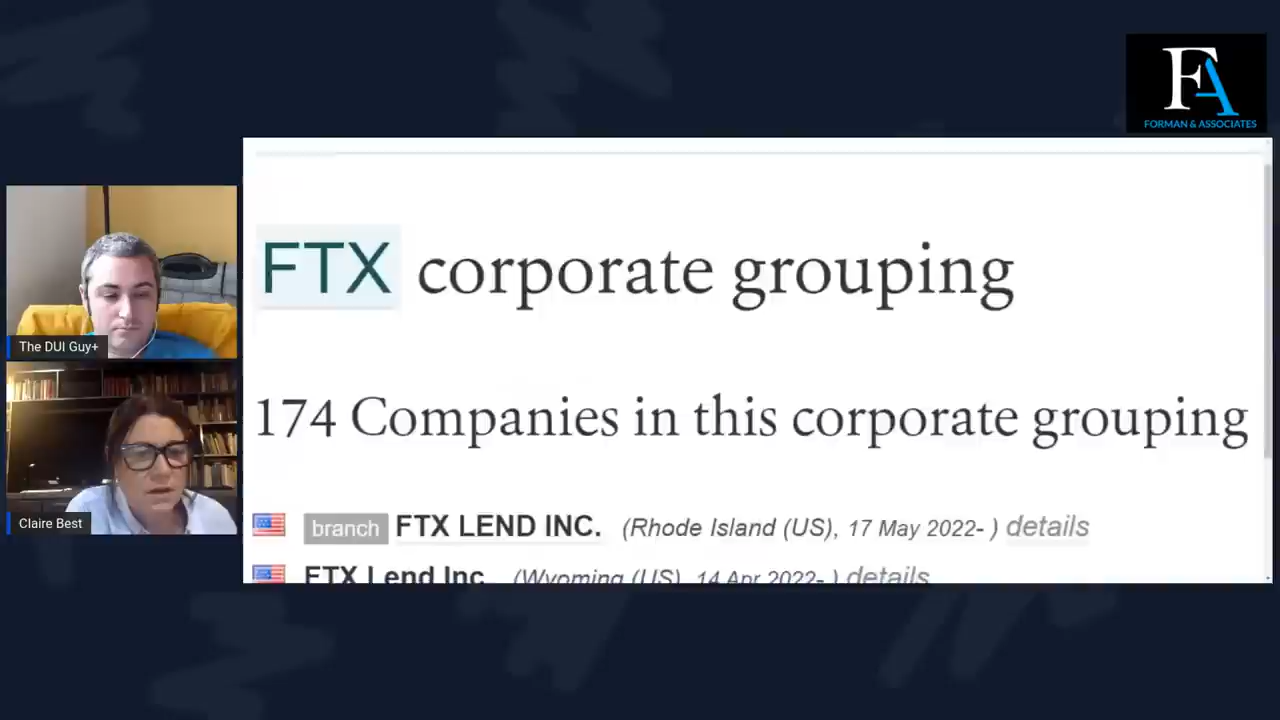 FA
FORMAN & ASSOCIATES
FTX corporate grouping
174 Companies in this corporate grouping
branch FTX LEND INC. (Rhode Island (US), 17 May 2022- ) details
FTX Lend Inc. (Wyoming (US), 14 Apr 2022- ) details
The DUI Guy+
Claire Best